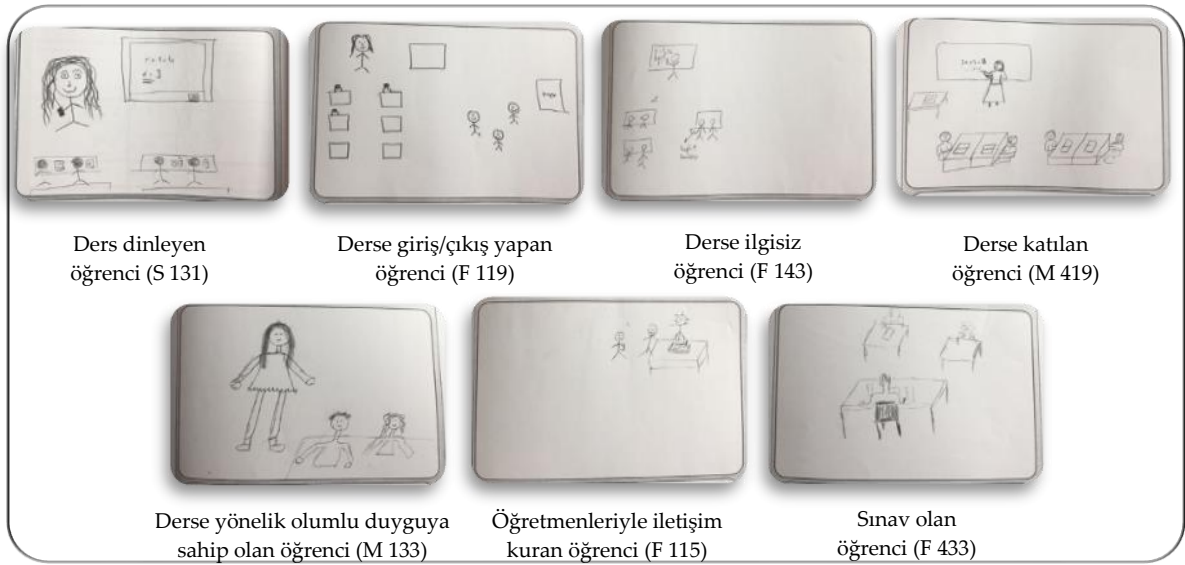 Ders dinleyen
öğrenci (S 131)
Derse giriş/çıkış yapan
öğrenci (F 119)
Derse ilgisiz
öğrenci (F 143)
Derse katılan
öğrenci (M 419)
Derse yönelik olumlu duyguya
sahip olan öğrenci (M 133)
Öğretmenleriyle iletişim
kuran öğrenci (F 115)
Sınav olan
öğrenci (F 433)